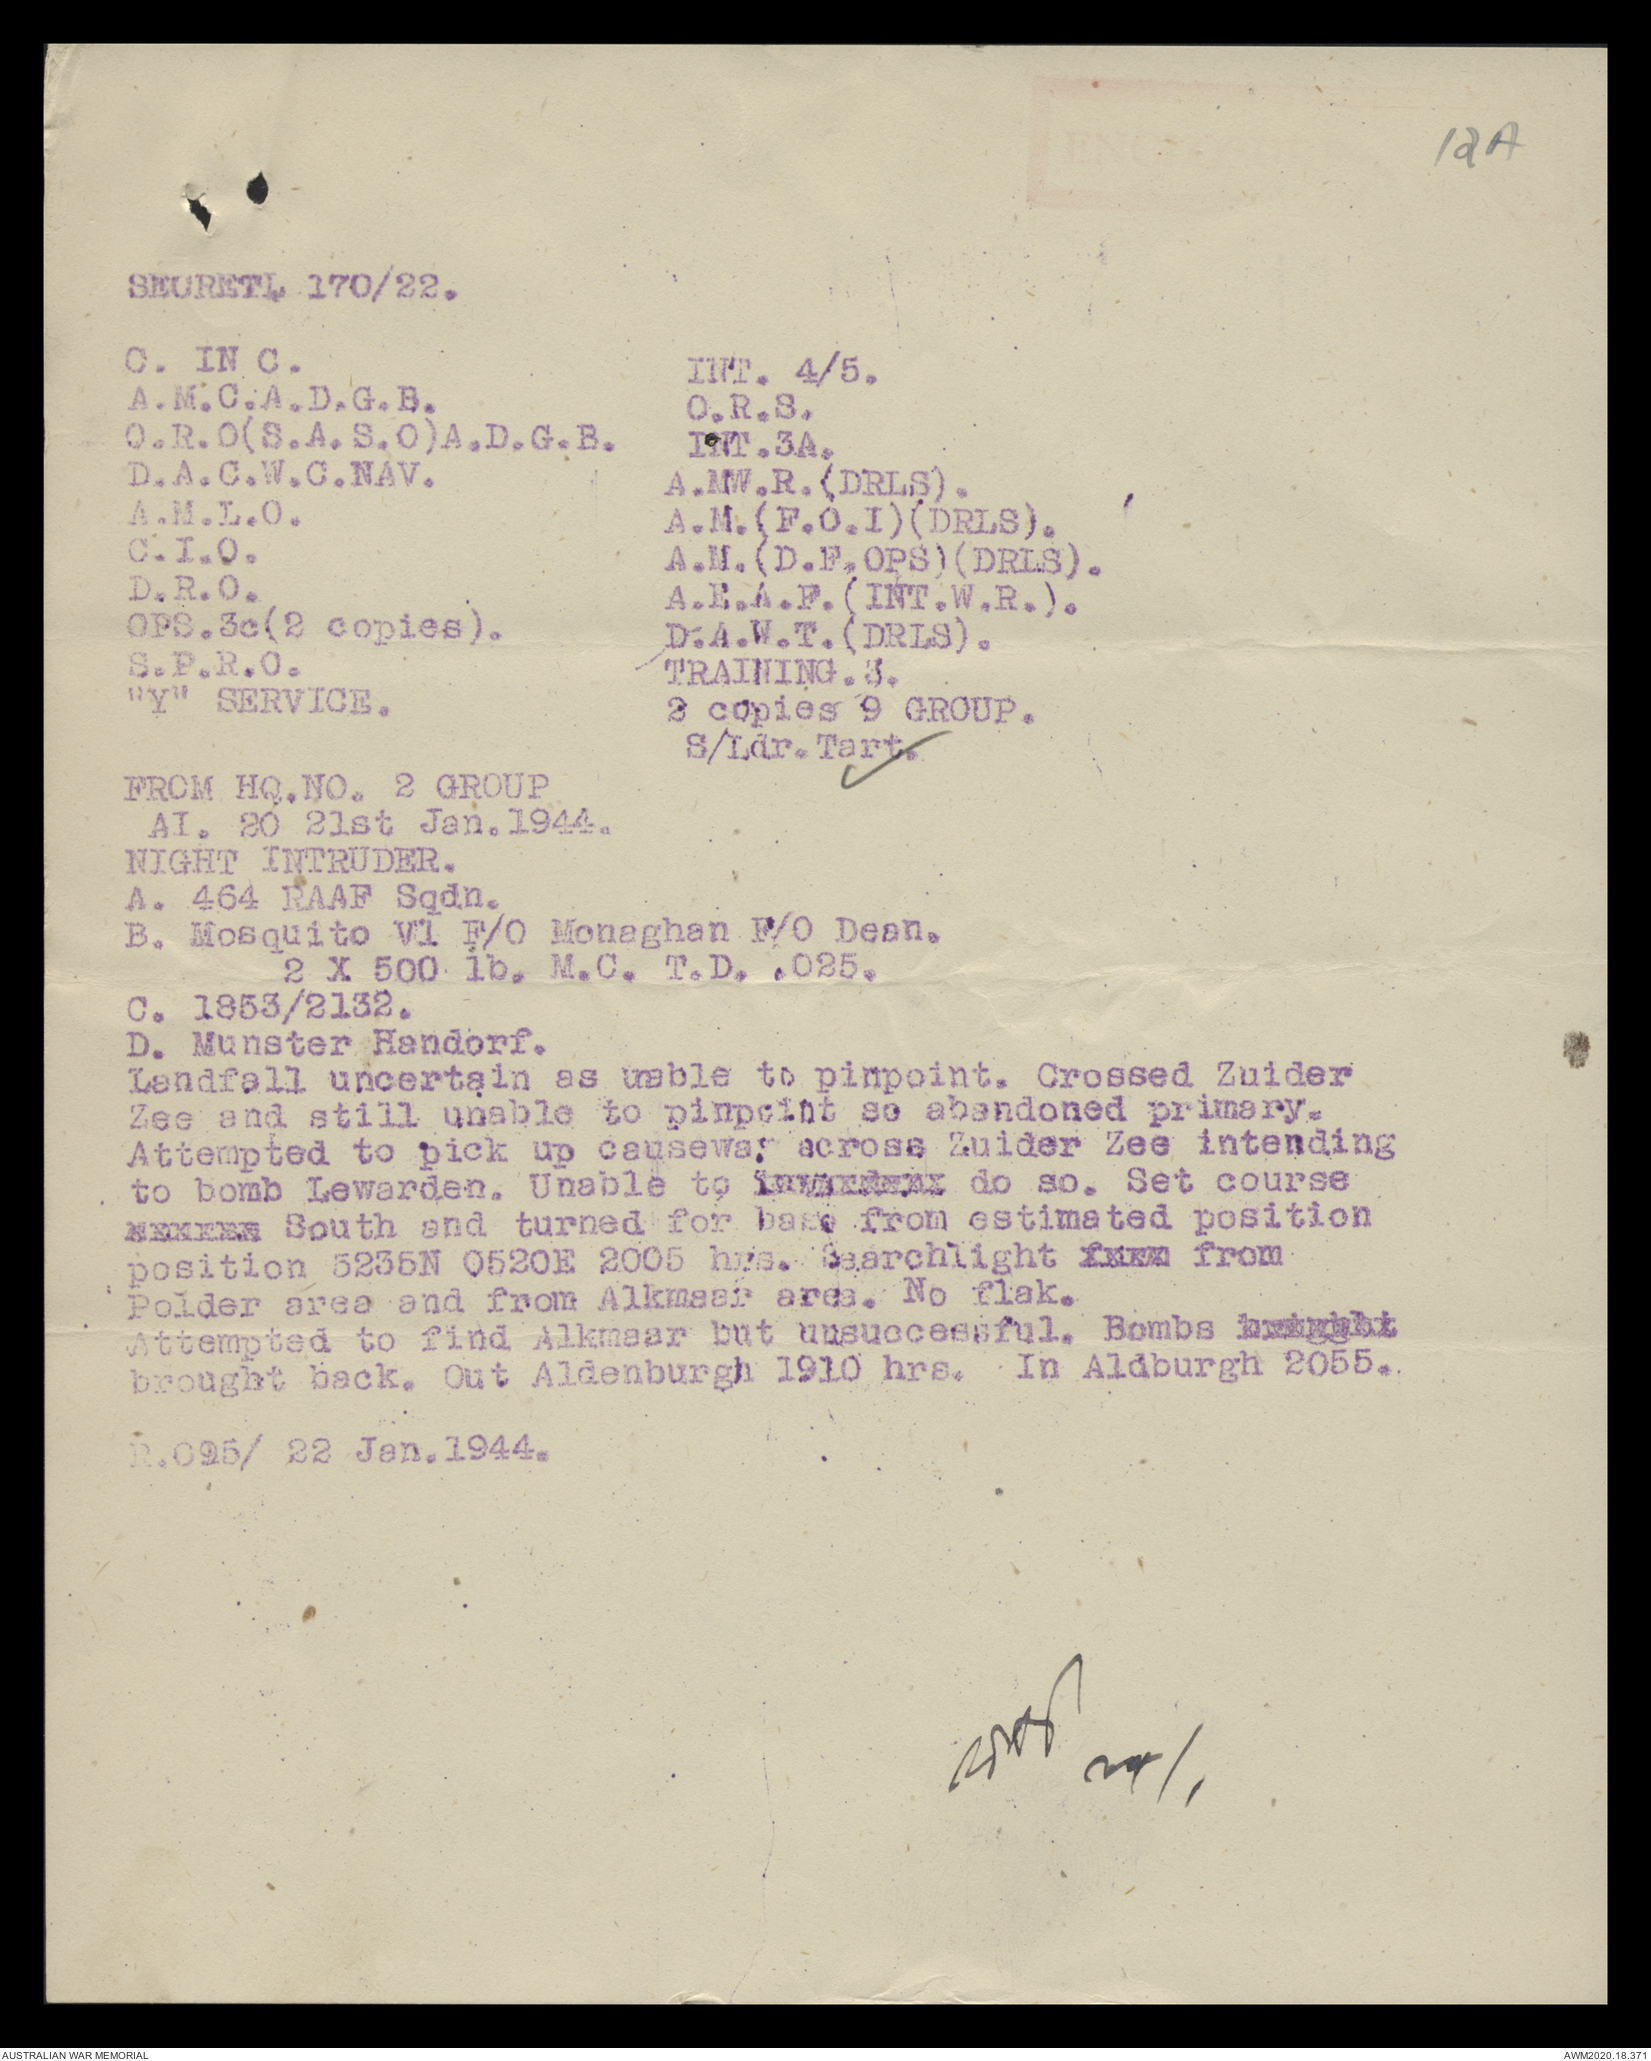 12A
SECRETL 170/22.
C. IN C.
A.M.C.A.D.G.B.
O.R.O(S.A.S.O)A.D.G.B.
D.A.C.W.C.NAV.
A.M.L.O.
C.I.O.
D.R.O.
OPS.3c(2 copies).
S.P.R.O.
"Y" SERVICE.
INT. 4/5.
O.R.S.
INT.3A.
A.MW.R.(DRLS).
A.M.(F.O.I)(DRLS).
A.M.(D.F.OPS)(DRLS).
A.E.A.F.(INT.W.R.).
D.A.W.T.(DRLS).
TRAINING.3.
2 copies 9 GROUP.
S/Ldr.Tart.
FROM HQ.NO. 2 GROUP
AI. 20 21st Jan.1944.
NIGHT INTRUDER.
A. 464 RAAF Sqdn.
B. Mosquito V1 F/O Monaghan F/O Dean.
2 X 500 lb. M.C. T.D. .025.
C. 1853/2132.
D. Munster Handorf.
Landfall uncertain as unable to pinpoint. Crossed Zuider
Zee and still unable to pinpoint so abandoned primary.
Attempted to pick up causeway across Zuider Zee intending
to bomb Lewarden. Unable to do so. Set course
South and turned for base from estimated position
position 5235N 0520E 2005 hrs. Searchlight from
Polder area and from Alkmaar area. No flak.
Attempted to find Alkmaar but unsuccessful. Bombs
brought back. Out Aldenburgh 1910 hrs. In Aldburgh 2055.
R.095/ 22 Jan.1944.
AUSTRALIAN WAR MEMORIAL
AWM2020.18.371